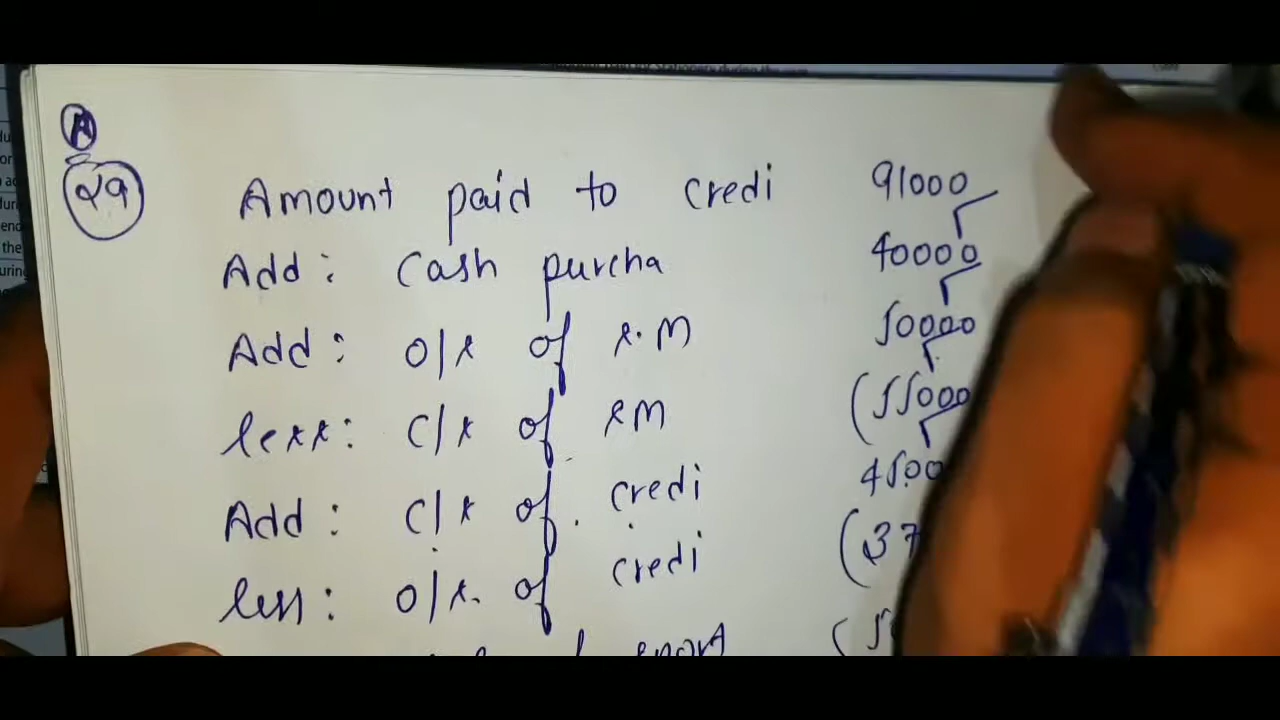 A
29
Amount paid to credi 91000
Add: Cash purcha 40000
Add: O/s of R.M 50000
less: C/s of RM (55000
Add: C/s of credi 4500
less: O/s. of credi (37